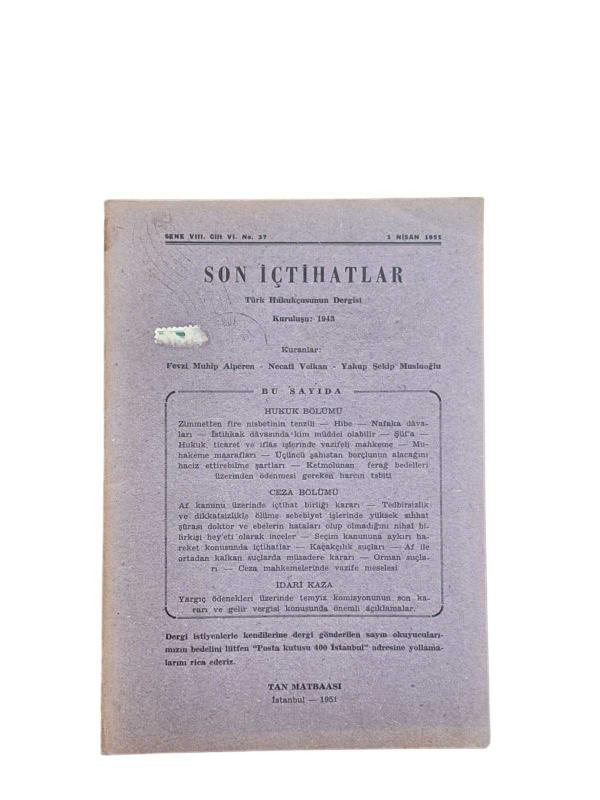 SENE VIII. Cilt VI. No. 37
1 NİSAN 1951
SON İÇTİHATLAR
Türk Hukukçusunun Dergisi
Kuruluşu: 1943
Kuranlar:
Fevzi Muhip Alperen - Necati Volkan - Yakup Şekip Musluoğlu
BU SAYIDA
HUKUK BÖLÜMÜ
Zimmetten fire nisbetinin tenzili — Hibe — Nafaka dâva-
ları — İstihkak dâvasında kim müddei olabilir — Şüf'a —
Hukuk, ticaret ve iflâs işlerinde vazifeli mahkeme — Mu-
hakeme masrafları — Üçüncü şahıstan borçlunun alacağını
haciz ettirebilme şartları — Ketmolunan ferağ bedelleri
üzerinden ödenmesi gereken harcın tsbiti
CEZA BÖLÜMÜ
Af kanunu üzerinde içtihat birliği kararı — Tedbirsizlik
ve dikkatsizlikle ölüme sebebiyet işlerinde yüksek sıhhat
şûrası doktor ve ebelerin hataları olup olmadığını nihaî bi-
lirkişi hey'eti olarak inceler — Seçim kanununa aykırı ha-
reket konusunda içtihatlar — Kaçakçılık suçları — Af ile
ortadan kalkan suçlarda müsadere kararı — Orman suçla-
rı — Ceza mahkemelerinde vazife meselesi
İDARİ KAZA
Yargıç ödenekleri üzerinde temyiz komisyonunun son ka-
rarı ve gelir vergisi konusunda önemli açıklamalar.
Dergi istiyenlerle kendilerine dergi gönderilen sayın okuyucuları-
mızın bedelini lütfen "Posta kutusu 400 İstanbul" adresine yollama-
larını rica ederiz.
TAN MATBAASI
İstanbul — 1951